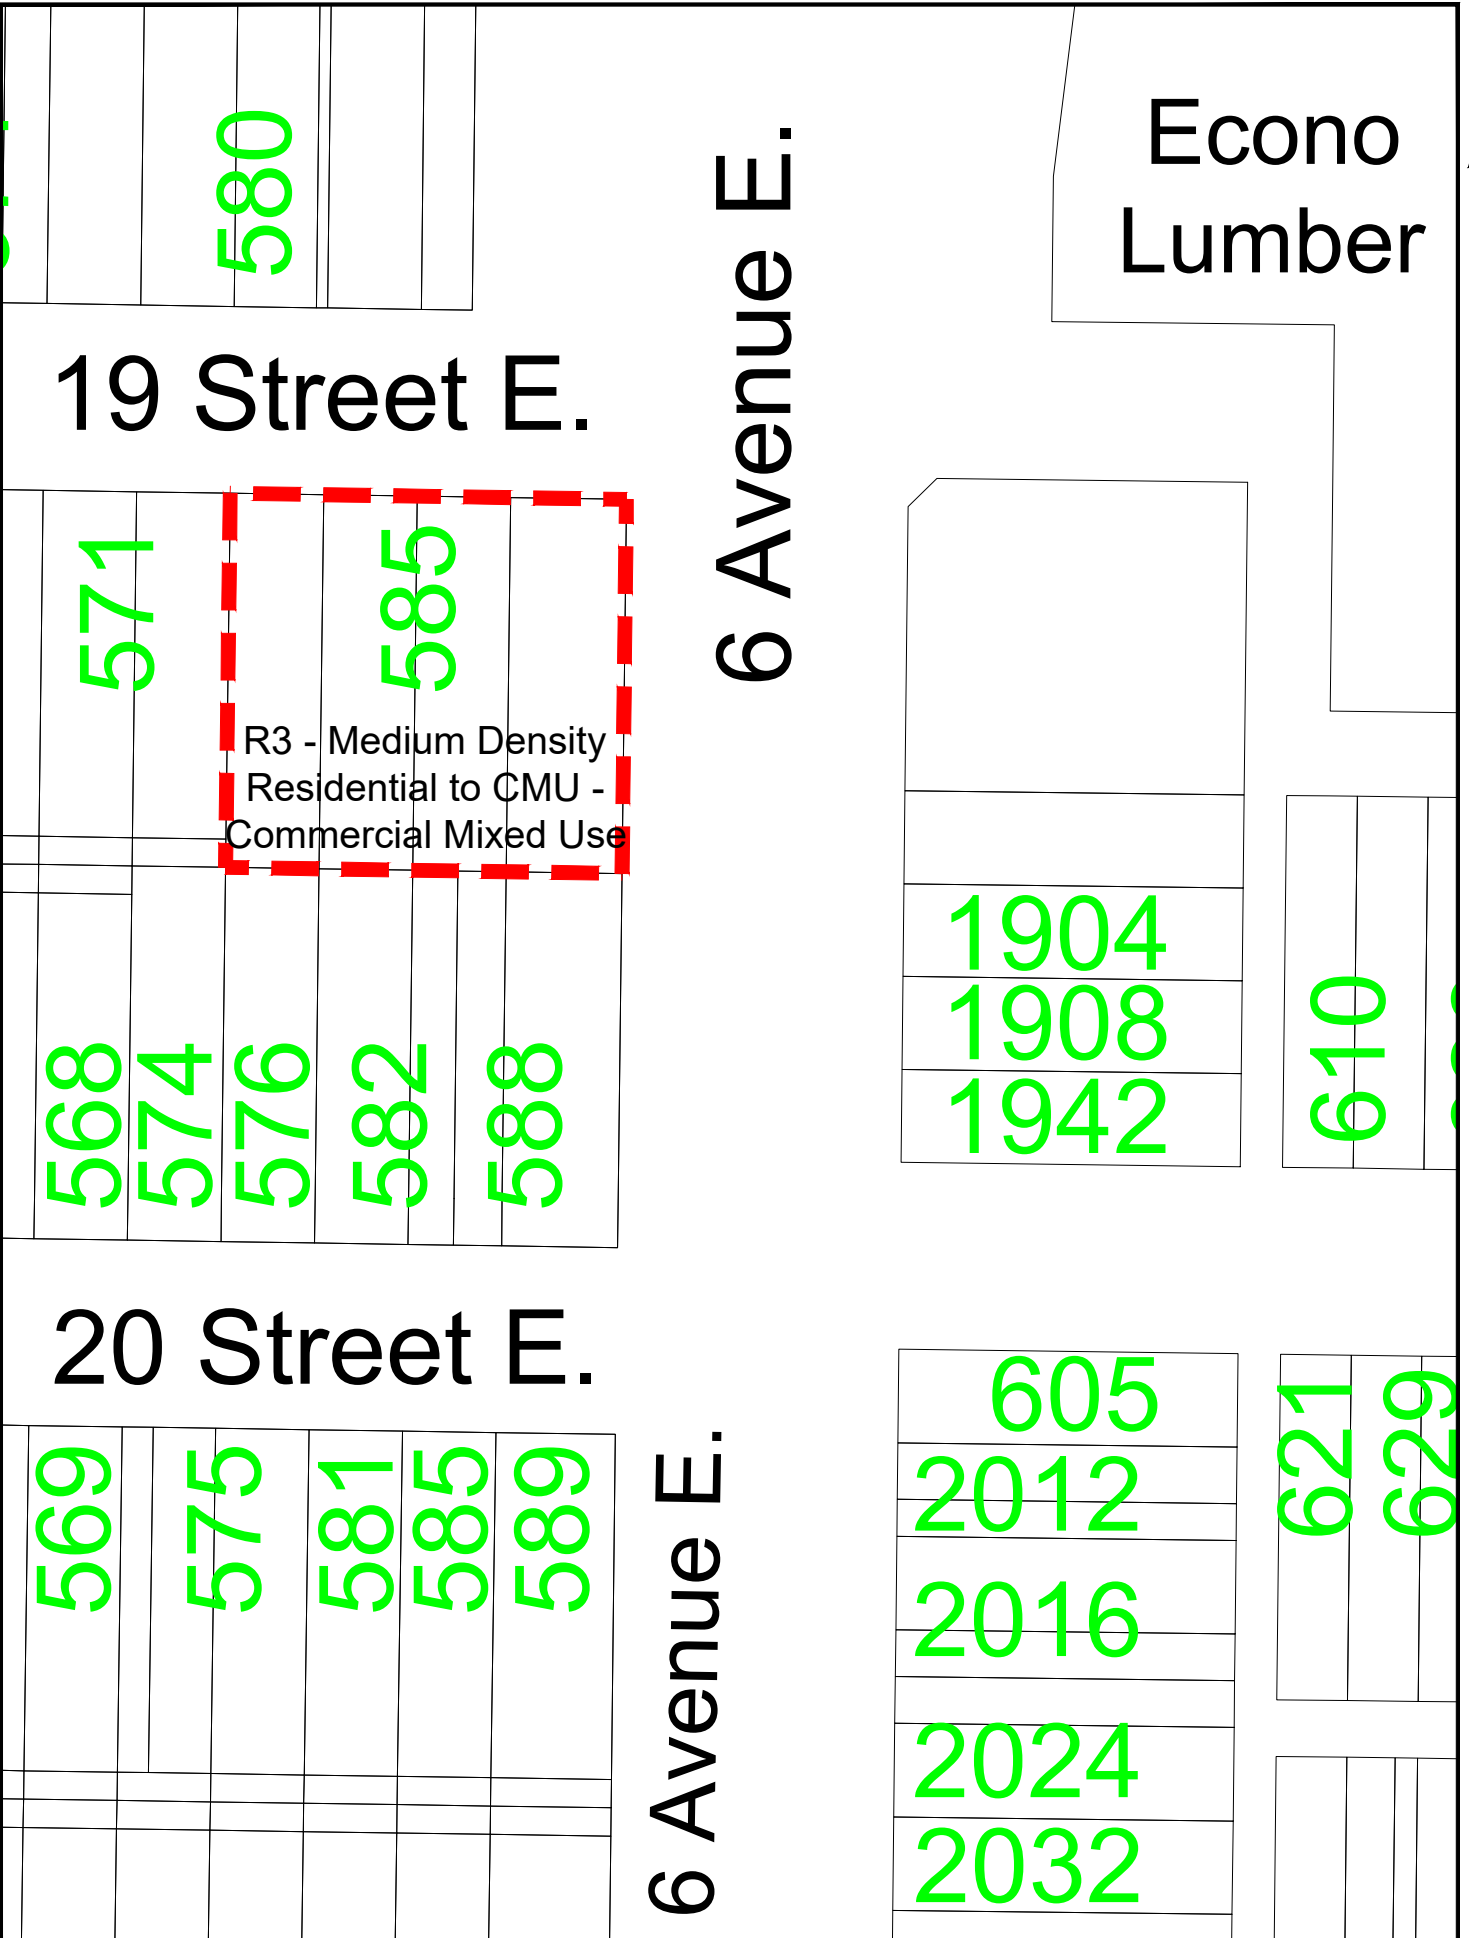 580
6 Avenue E.
Econo
Lumber
19 Street E.
571
585
R3 - Medium Density
Residential to CMU -
Commercial Mixed Use
1904
1908
1942
610
568
574
576
582
588
20 Street E.
605
2012
2016
2024
2032
621
629
569
575
581
585
589
6 Avenue E.